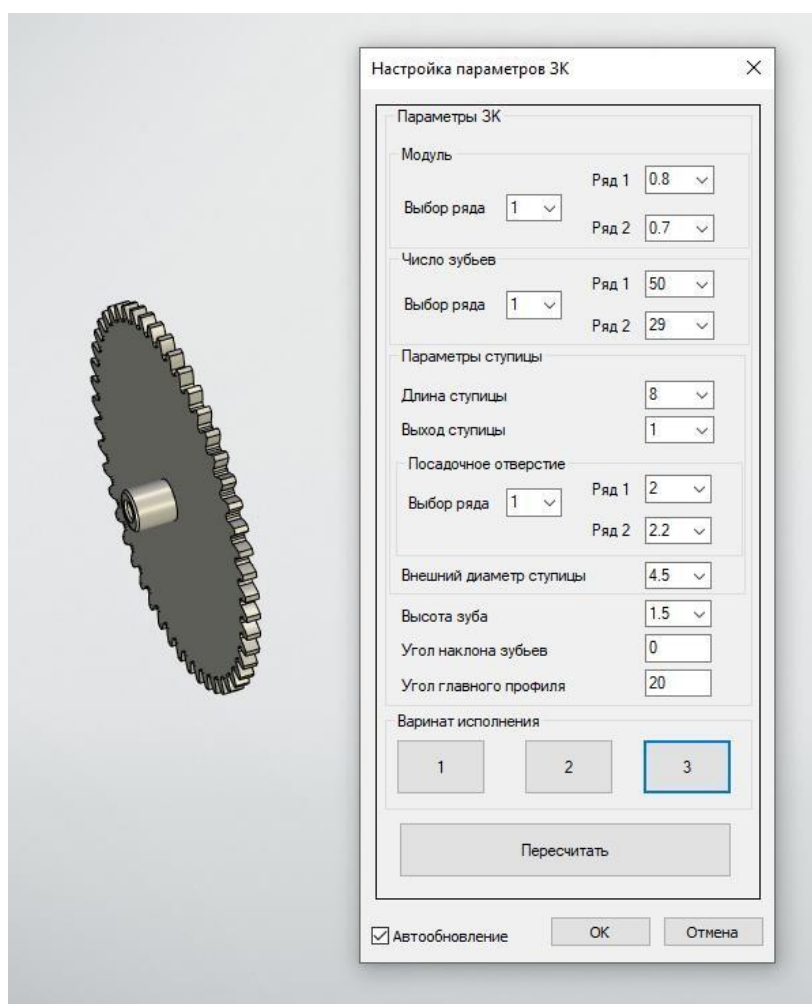 Настройка параметров ЗК
Параметры ЗК
Модуль
Ряд 1 0.8
Выбор ряда 1
Ряд 2 0.7
Число зубьев
Ряд 1 50
Выбор ряда 1
Ряд 2 29
Параметры ступицы
Длина ступицы 8
Выход ступицы 1
Посадочное отверстие
Ряд 1 2
Выбор ряда 1
Ряд 2 2.2
Внешний диаметр ступицы 4.5
Высота зуба 1.5
Угол наклона зубьев 0
Угол главного профиля 20
Варинат исполнения
1 2 3
Пересчитать
Автообновление OK Отмена